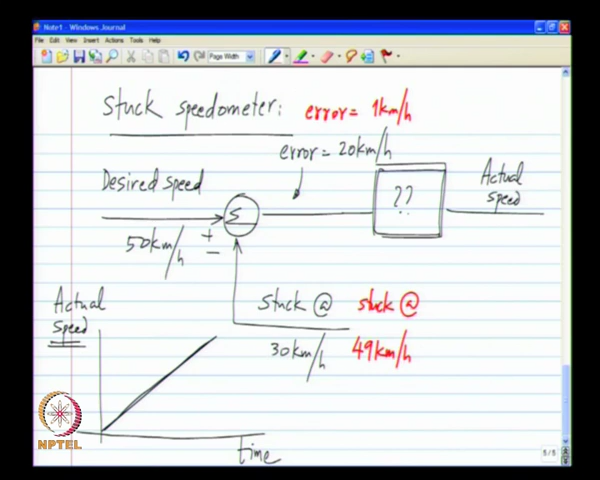 Note1 - Windows Journal
File Edit View Insert Actions Tools Help
Page Width
Stuck speedometer: error = 1km/h
error = 20km/h
Desired speed
Actual
speed
??
Σ
50km/h
+
−
Stuck @ stuck @
30km/h 49km/h
Actual
speed
time
NPTEL
5/5